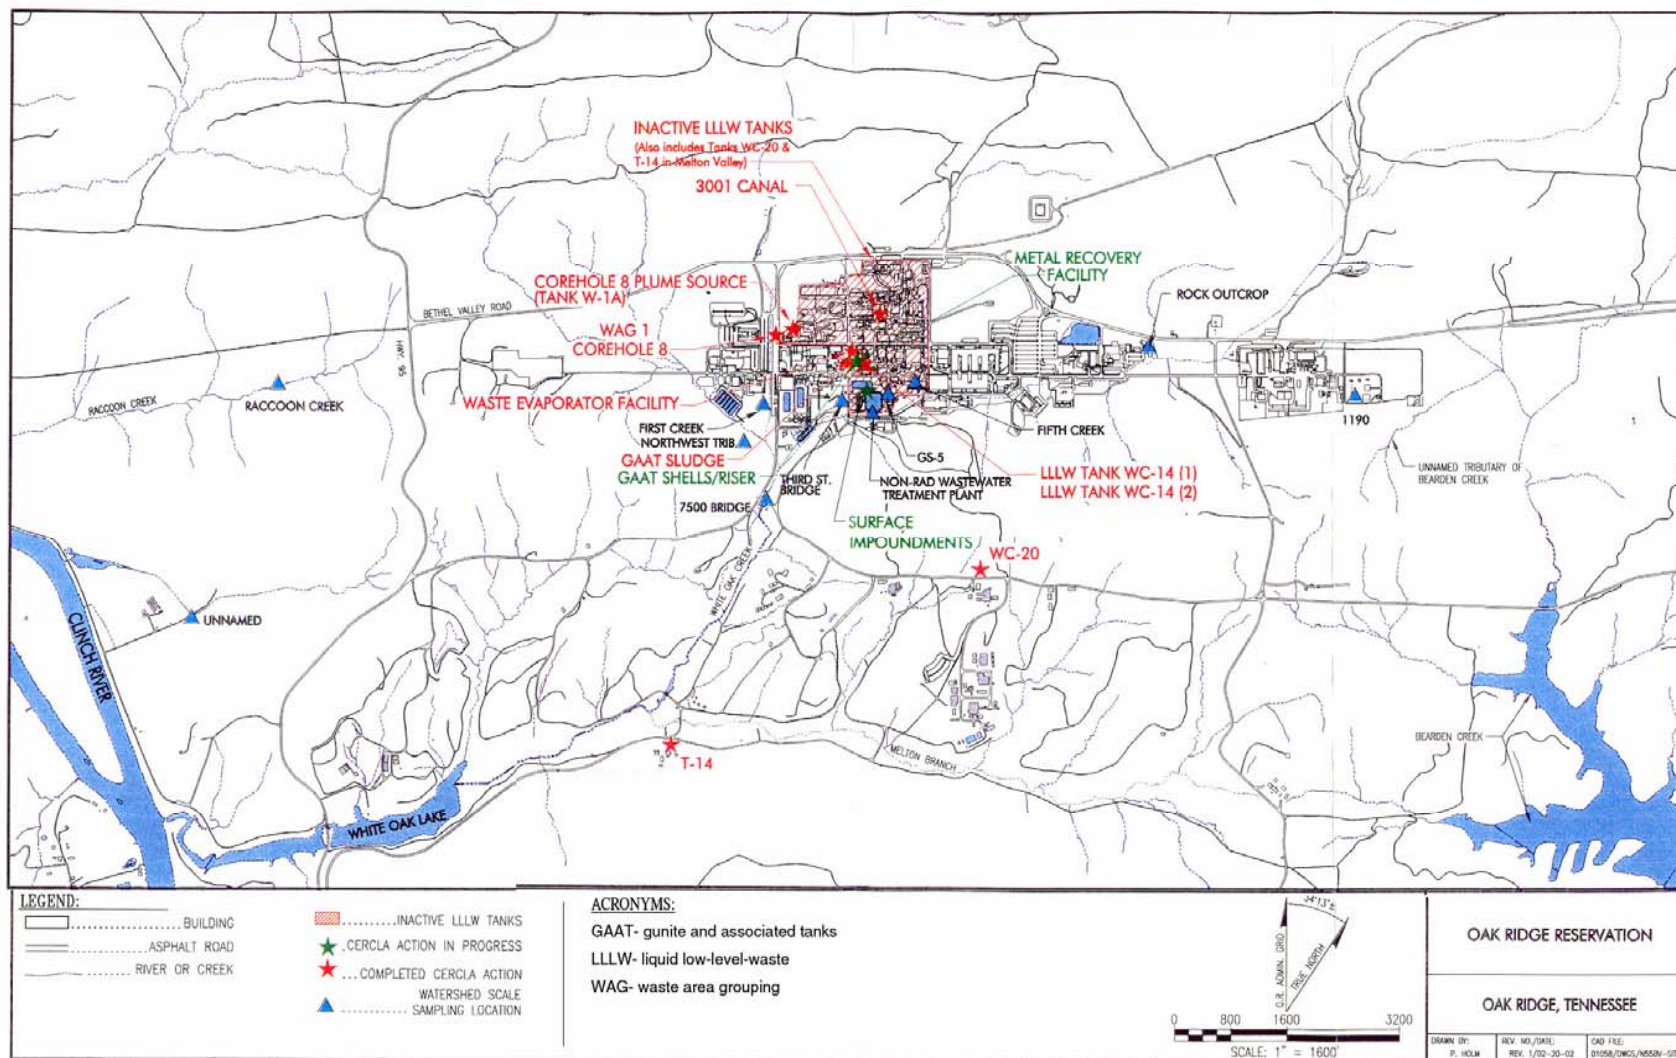 INACTIVE LLLW TANKS
(Also includes Tanks WC-20 &
T-14 in Melton Valley)
3001 CANAL
METAL RECOVERY
FACILITY
COREHOLE 8 PLUME SOURCE
(TANK W-1A)
ROCK OUTCROP
BETHEL VALLEY ROAD
WAG 1
COREHOLE 8
HWY 95
RACCOON CREEK
RACCOON CREEK
WASTE EVAPORATOR FACILITY
1190
FIRST CREEK
NORTHWEST TRIB.
FIFTH CREEK
GAAT SLUDGE
GS-5
GAAT SHELLS/RISER
THIRD ST.
BRIDGE
NON-RAD WASTEWATER
TREATMENT PLANT
LLLW TANK WC-14 (1)
LLLW TANK WC-14 (2)
UNNAMED TRIBUTARY OF
BEARDEN CREEK
7500 BRIDGE
SURFACE
IMPOUNDMENTS
WC-20
WHITE OAK CREEK
UNNAMED
CLINCH RIVER
T-14
MELTON BRANCH
BEARDEN CREEK
WHITE OAK LAKE
LEGEND:
BUILDING
ASPHALT ROAD
RIVER OR CREEK
INACTIVE LLLW TANKS
CERCLA ACTION IN PROGRESS
COMPLETED CERCLA ACTION
WATERSHED SCALE
SAMPLING LOCATION
ACRONYMS:
GAAT- gunite and associated tanks
LLLW- liquid low-level-waste
WAG- waste area grouping
34°13'±
O.R. ADMIN. GRID
TRUE NORTH
0 800 1600 3200
SCALE: 1" = 1600'
OAK RIDGE RESERVATION
OAK RIDGE, TENNESSEE
DRAWN BY:
P. HOLM
REV. NO./DATE:
REV. 1/02-20-02
CAD FILE: